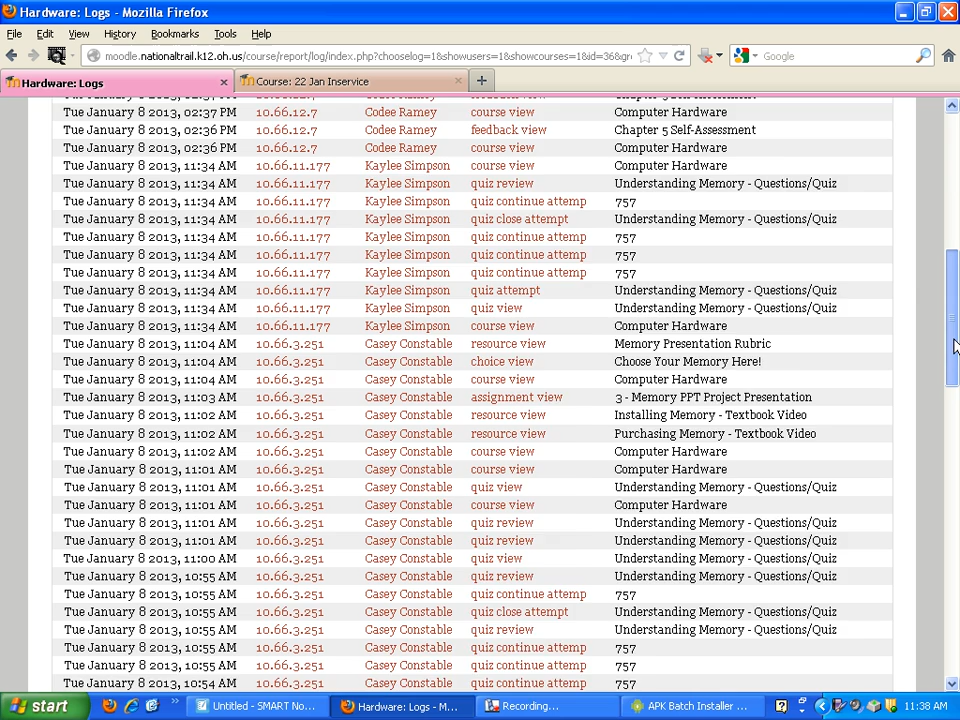 Hardware: Logs - Mozilla Firefox
File Edit View History Bookmarks Tools Help
moodle.nationaltrail.k12.oh.us/course/report/log/index.php?chooselog=1&showusers=1&showcourses=1&id=36&gr Google
Hardware: Logs × Course: 22 Jan Inservice × +
Tue January 8 2013, 02:37 PM 10.66.12.7 Codee Ramey course view Computer Hardware
Tue January 8 2013, 02:36 PM 10.66.12.7 Codee Ramey feedback view Chapter 5 Self-Assessment
Tue January 8 2013, 02:36 PM 10.66.12.7 Codee Ramey course view Computer Hardware
Tue January 8 2013, 11:34 AM 10.66.11.177 Kaylee Simpson course view Computer Hardware
Tue January 8 2013, 11:34 AM 10.66.11.177 Kaylee Simpson quiz review Understanding Memory - Questions/Quiz
Tue January 8 2013, 11:34 AM 10.66.11.177 Kaylee Simpson quiz continue attemp 757
Tue January 8 2013, 11:34 AM 10.66.11.177 Kaylee Simpson quiz close attempt Understanding Memory - Questions/Quiz
Tue January 8 2013, 11:34 AM 10.66.11.177 Kaylee Simpson quiz continue attemp 757
Tue January 8 2013, 11:34 AM 10.66.11.177 Kaylee Simpson quiz continue attemp 757
Tue January 8 2013, 11:34 AM 10.66.11.177 Kaylee Simpson quiz continue attemp 757
Tue January 8 2013, 11:34 AM 10.66.11.177 Kaylee Simpson quiz attempt Understanding Memory - Questions/Quiz
Tue January 8 2013, 11:34 AM 10.66.11.177 Kaylee Simpson quiz view Understanding Memory - Questions/Quiz
Tue January 8 2013, 11:34 AM 10.66.11.177 Kaylee Simpson course view Computer Hardware
Tue January 8 2013, 11:04 AM 10.66.3.251 Casey Constable resource view Memory Presentation Rubric
Tue January 8 2013, 11:04 AM 10.66.3.251 Casey Constable choice view Choose Your Memory Here!
Tue January 8 2013, 11:04 AM 10.66.3.251 Casey Constable course view Computer Hardware
Tue January 8 2013, 11:03 AM 10.66.3.251 Casey Constable assignment view 3 - Memory PPT Project Presentation
Tue January 8 2013, 11:02 AM 10.66.3.251 Casey Constable resource view Installing Memory - Textbook Video
Tue January 8 2013, 11:02 AM 10.66.3.251 Casey Constable resource view Purchasing Memory - Textbook Video
Tue January 8 2013, 11:02 AM 10.66.3.251 Casey Constable course view Computer Hardware
Tue January 8 2013, 11:01 AM 10.66.3.251 Casey Constable course view Computer Hardware
Tue January 8 2013, 11:01 AM 10.66.3.251 Casey Constable quiz view Understanding Memory - Questions/Quiz
Tue January 8 2013, 11:01 AM 10.66.3.251 Casey Constable course view Computer Hardware
Tue January 8 2013, 11:01 AM 10.66.3.251 Casey Constable quiz review Understanding Memory - Questions/Quiz
Tue January 8 2013, 11:01 AM 10.66.3.251 Casey Constable quiz review Understanding Memory - Questions/Quiz
Tue January 8 2013, 11:00 AM 10.66.3.251 Casey Constable quiz view Understanding Memory - Questions/Quiz
Tue January 8 2013, 10:55 AM 10.66.3.251 Casey Constable quiz review Understanding Memory - Questions/Quiz
Tue January 8 2013, 10:55 AM 10.66.3.251 Casey Constable quiz continue attemp 757
Tue January 8 2013, 10:55 AM 10.66.3.251 Casey Constable quiz close attempt Understanding Memory - Questions/Quiz
Tue January 8 2013, 10:55 AM 10.66.3.251 Casey Constable quiz review Understanding Memory - Questions/Quiz
Tue January 8 2013, 10:55 AM 10.66.3.251 Casey Constable quiz continue attemp 757
Tue January 8 2013, 10:55 AM 10.66.3.251 Casey Constable quiz continue attemp 757
Tue January 8 2013, 10:54 AM 10.66.3.251 Casey Constable quiz continue attemp 757
start Untitled - SMART No... Hardware: Logs - M... Recording... APK Batch Installer ... 11:38 AM